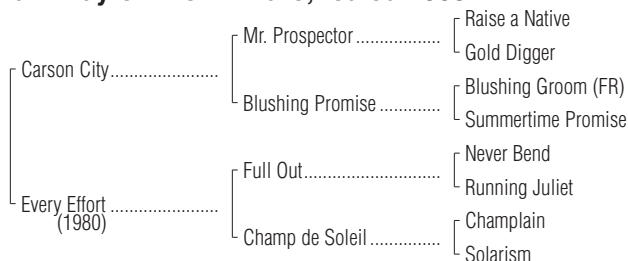 Raise a Native
Mr. Prospector
Gold Digger
Carson City
Blushing Groom (FR)
Blushing Promise
Summertime Promise
Never Bend
Full Out
Running Juliet
Every Effort
(1980)
Champlain
Champ de Soleil
Solarism